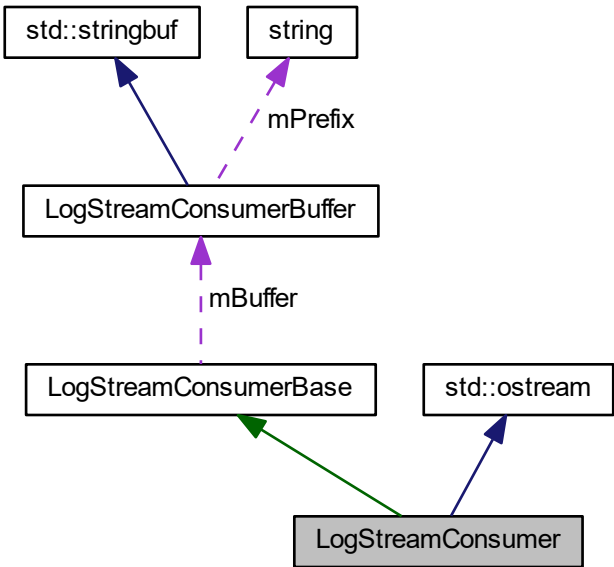 std::stringbuf
string
mPrefix
LogStreamConsumerBuffer
mBuffer
LogStreamConsumerBase
std::ostream
LogStreamConsumer